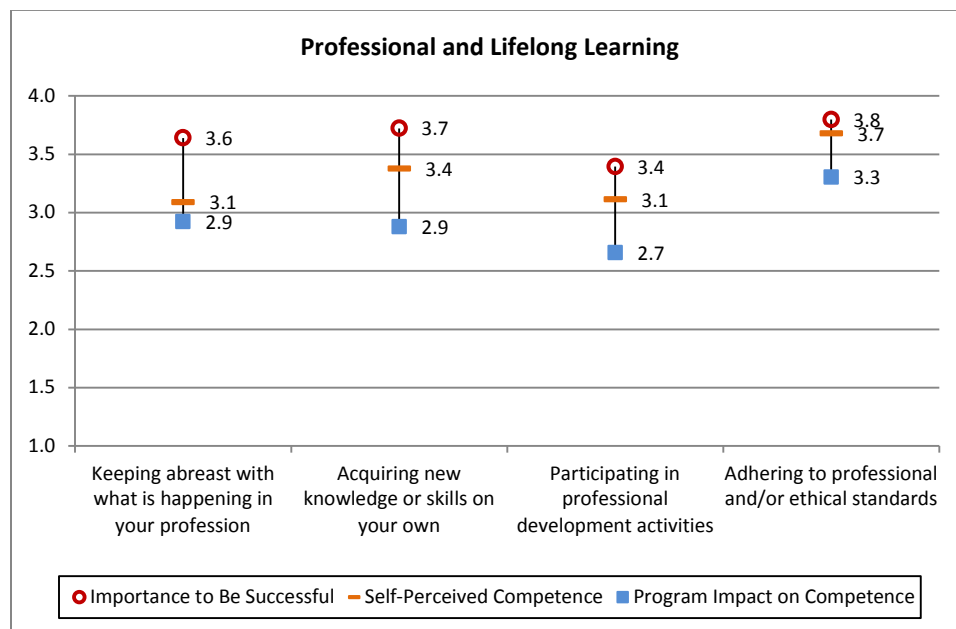 Professional and Lifelong Learning
4.0
3.5
3.0
2.5
2.0
1.5
1.0
3.6
3.1
2.9
3.7
3.4
2.9
3.4
3.1
2.7
3.8
3.7
3.3
Keeping abreast with
what is happening in
your profession
Acquiring new
knowledge or skills on
your own
Participating in
professional
development activities
Adhering to professional
and/or ethical standards
Importance to Be Successful Self-Perceived Competence Program Impact on Competence